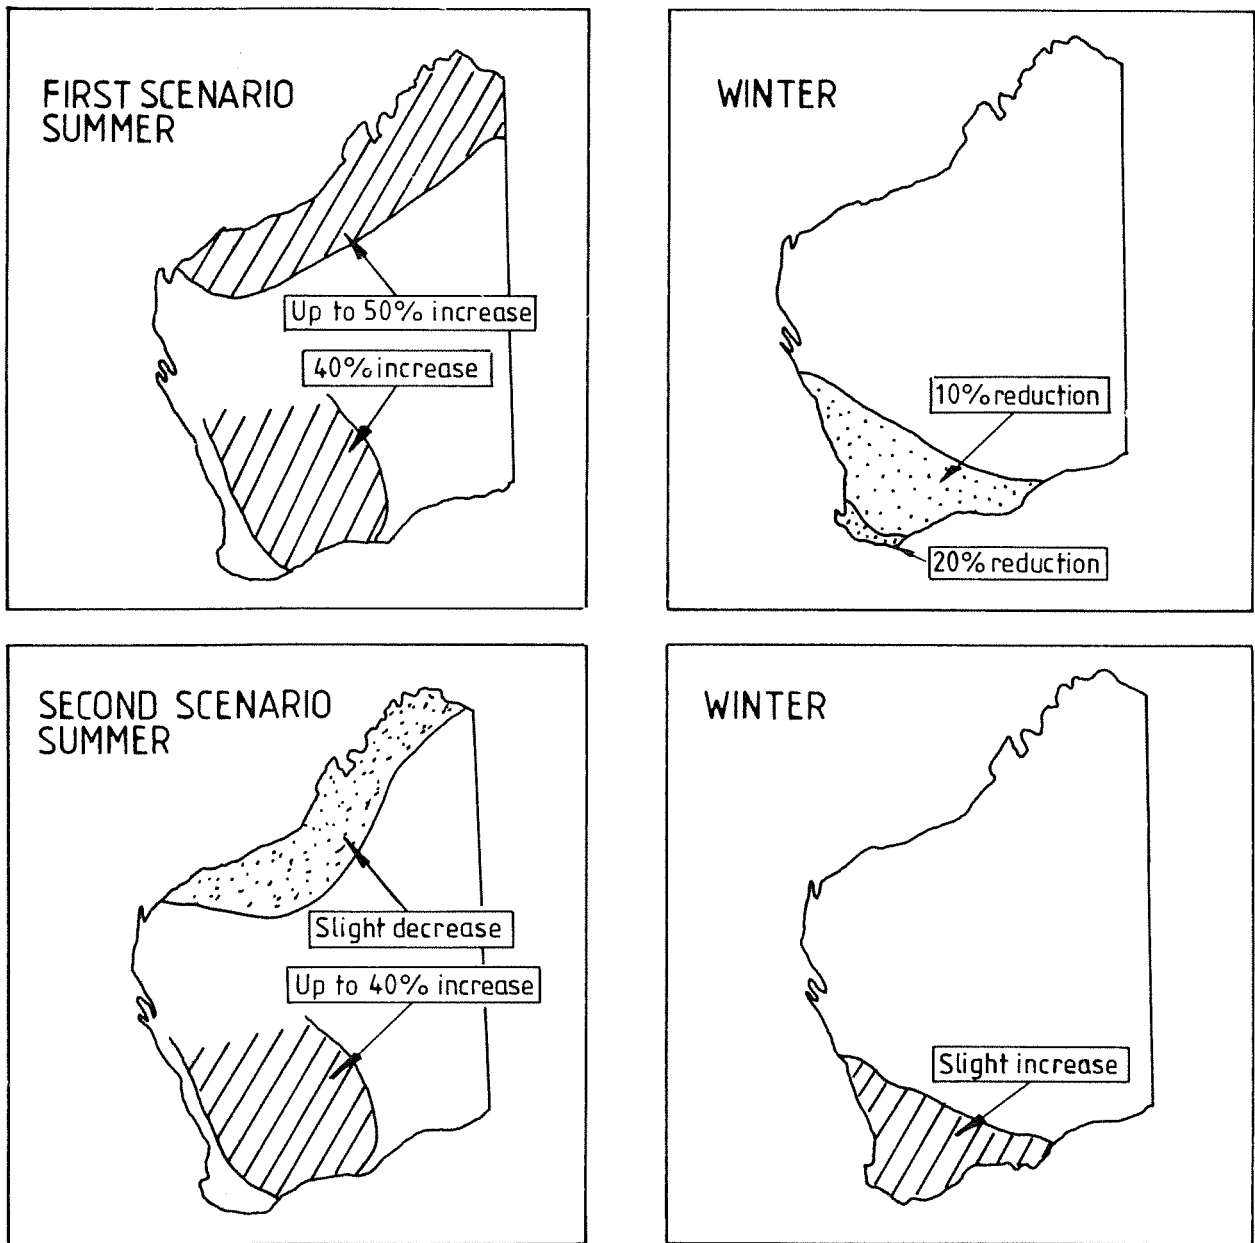 FIRST SCENARIO
SUMMER
Up to 50% increase
40% increase
WINTER
10% reduction
20% reduction
SECOND SCENARIO
SUMMER
Slight decrease
Up to 40% increase
WINTER
Slight increase